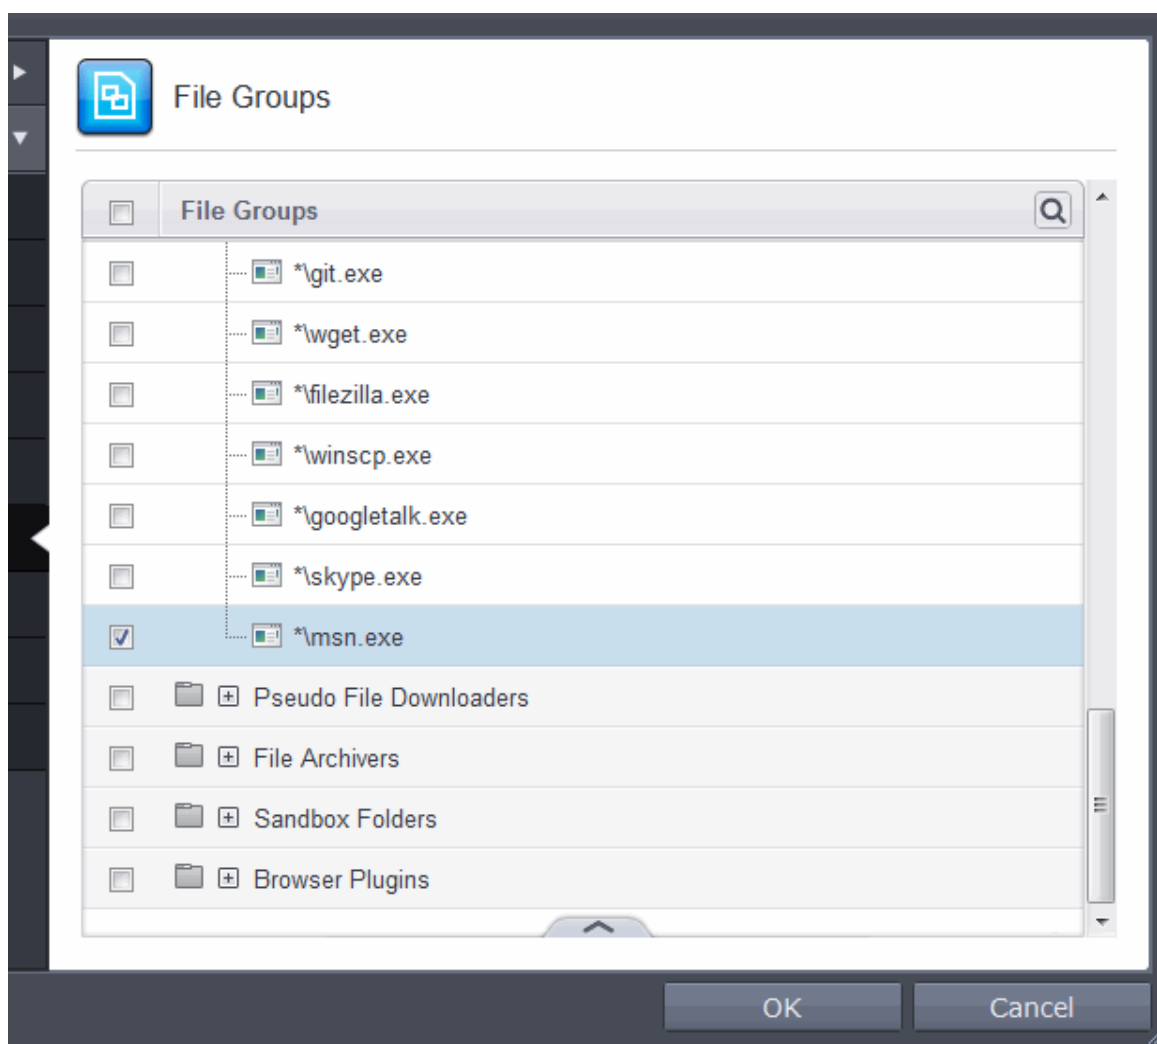 File Groups
File Groups
*\git.exe
*\wget.exe
*\filezilla.exe
*\winscp.exe
*\googletalk.exe
*\skype.exe
*\msn.exe
Pseudo File Downloaders
File Archivers
Sandbox Folders
Browser Plugins
OK Cancel